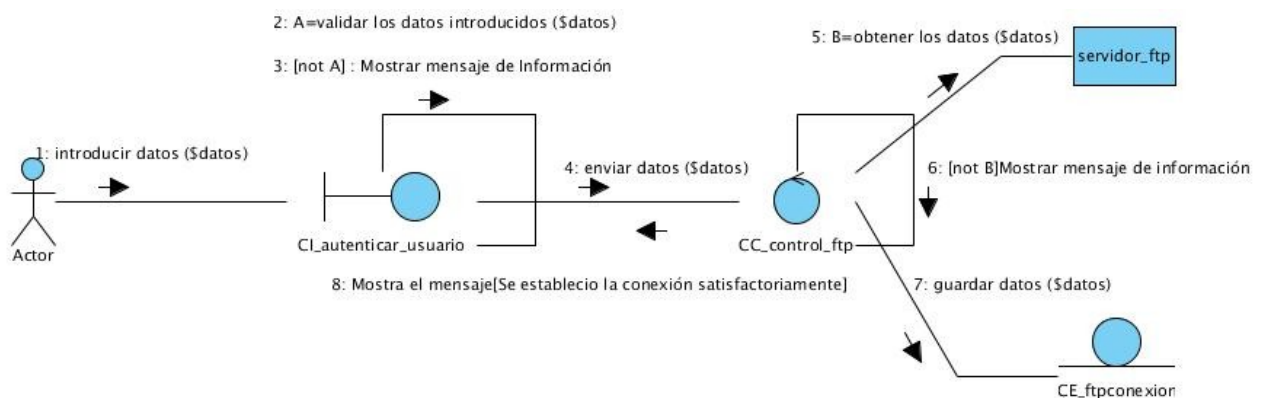 2: A=validar los datos introducidos ($datos)
5: B=obtener los datos ($datos)
servidor_ftp
3: [not A] : Mostrar mensaje de Información
1: introducir datos ($datos)
4: enviar datos ($datos)
6: [not B]Mostrar mensaje de información
Actor
CI_autenticar_usuario
CC_control_ftp
8: Mostra el mensaje[Se establecio la conexión satisfactoriamente]
7: guardar datos ($datos)
CE_ftpconexion